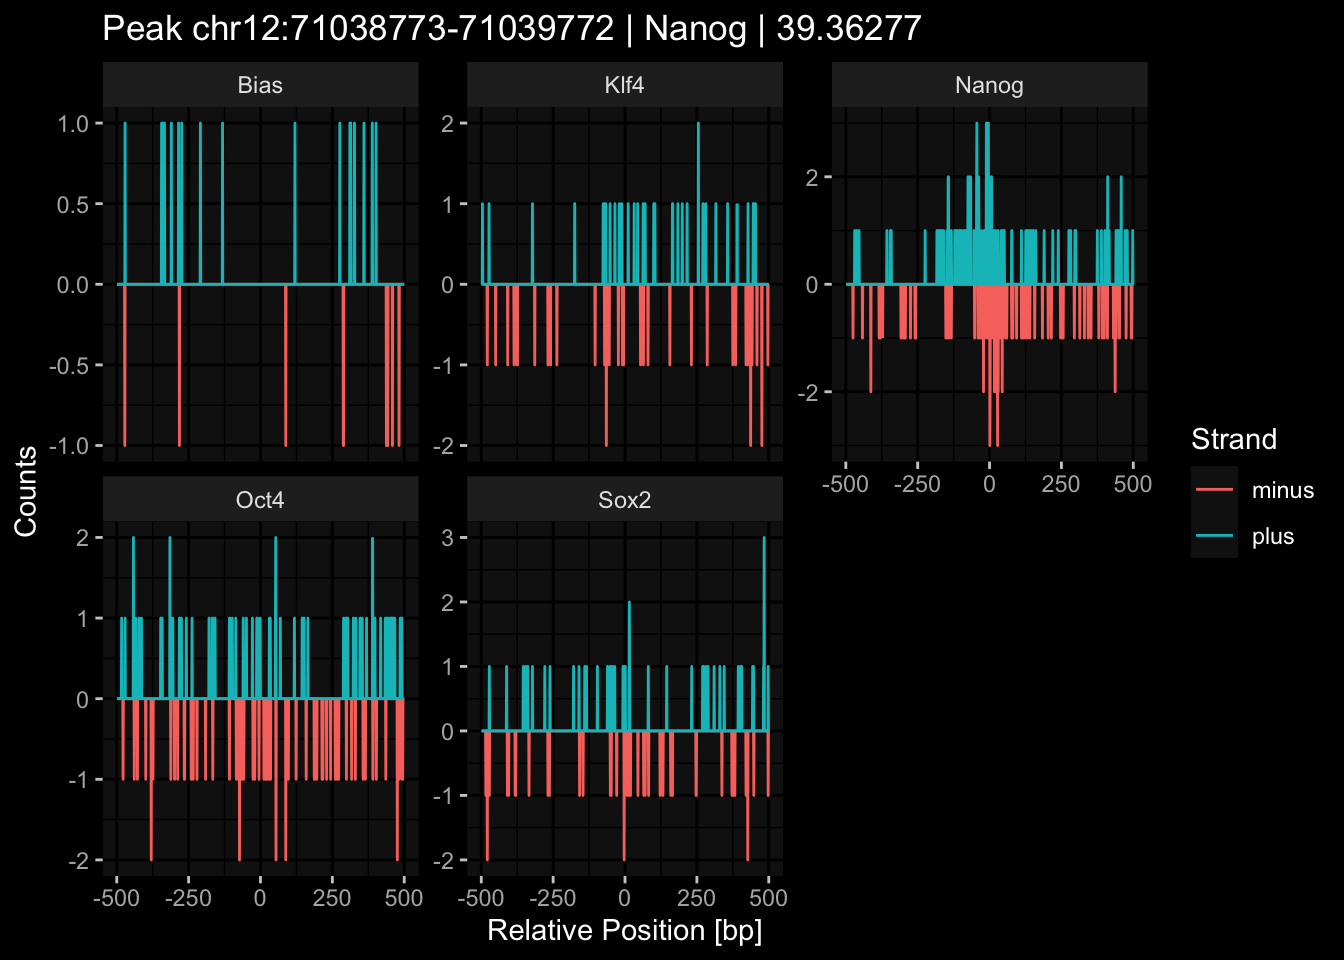 Peak chr12:71038773-71039772 | Nanog | 39.36277
Bias
Klf4
Nanog
1.0
0.5
0.0
-0.5
-1.0
2
1
0
-1
-2
2
0
-2
-500 -250 0 250 500
Counts
Oct4
Sox2
2
1
0
-1
-2
3
2
1
0
-1
-2
-500 -250 0 250 500
-500 -250 0 250 500
Relative Position [bp]
Strand
minus
plus